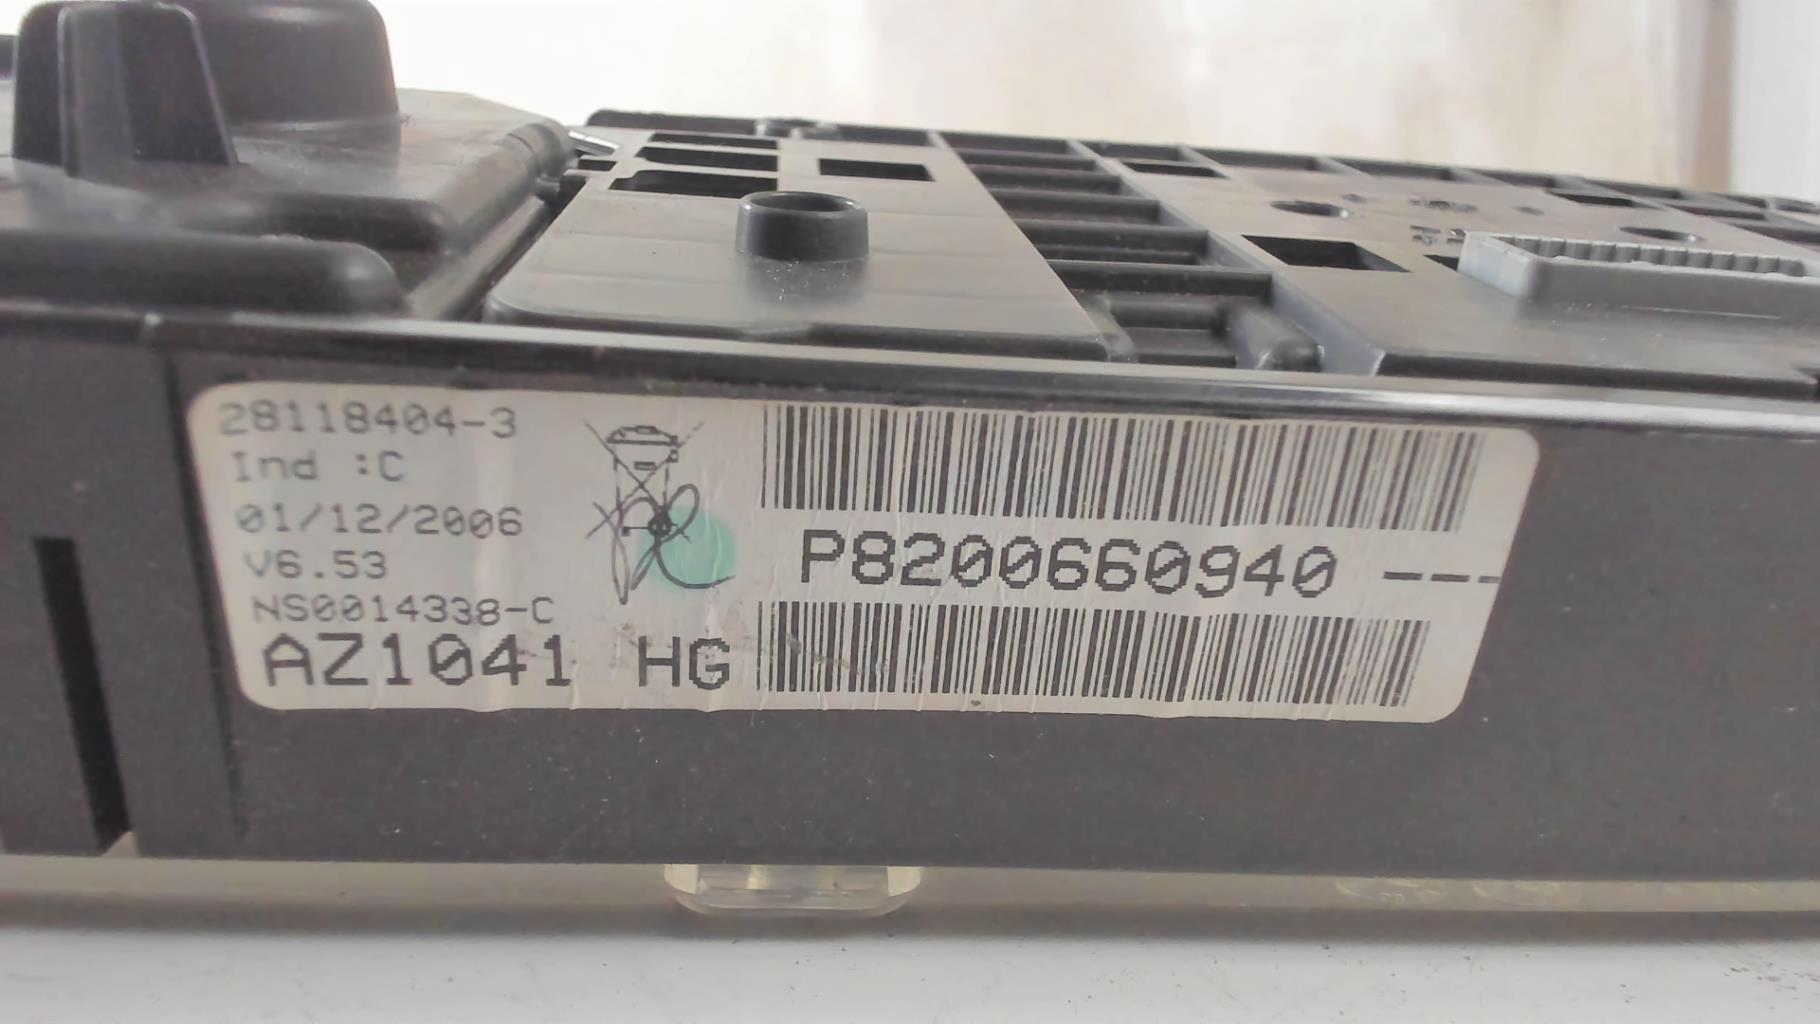 28118404-3
Ind :C
01/12/2006
V6.53
NS0014338-C
AZ1041 HG
P8200660940 ---